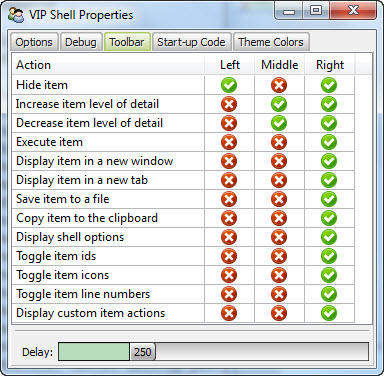 VIP Shell Properties
Options Debug Toolbar Start-up Code Theme Colors
Action Left Middle Right
Hide item
Increase item level of detail
Decrease item level of detail
Execute item
Display item in a new window
Display item in a new tab
Save item to a file
Copy item to the clipboard
Display shell options
Toggle item ids
Toggle item icons
Toggle item line numbers
Display custom item actions
Delay: 250